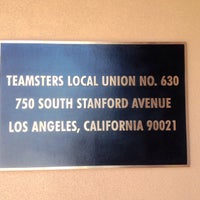 TEAMSTERS LOCAL UNION NO. 630
750 SOUTH STANFORD AVENUE
LOS ANGELES, CALIFORNIA 90021